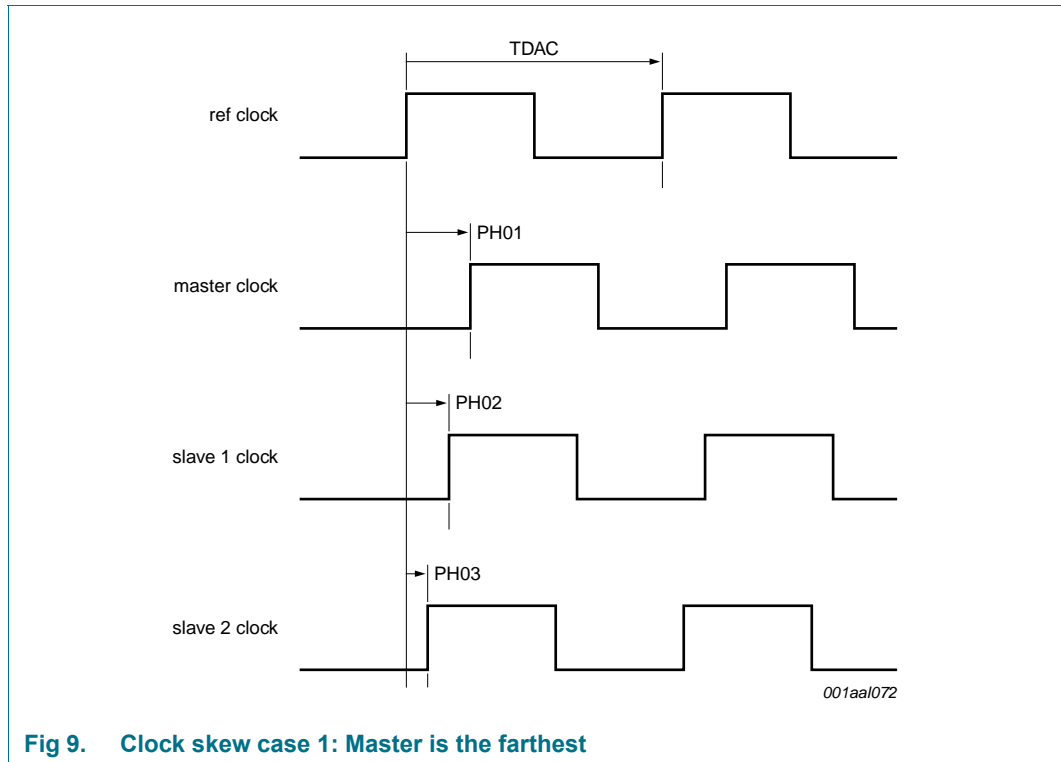 TDAC
ref clock
PH01
master clock
PH02
slave 1 clock
PH03
slave 2 clock
001aal072
Fig 9. Clock skew case 1: Master is the farthest